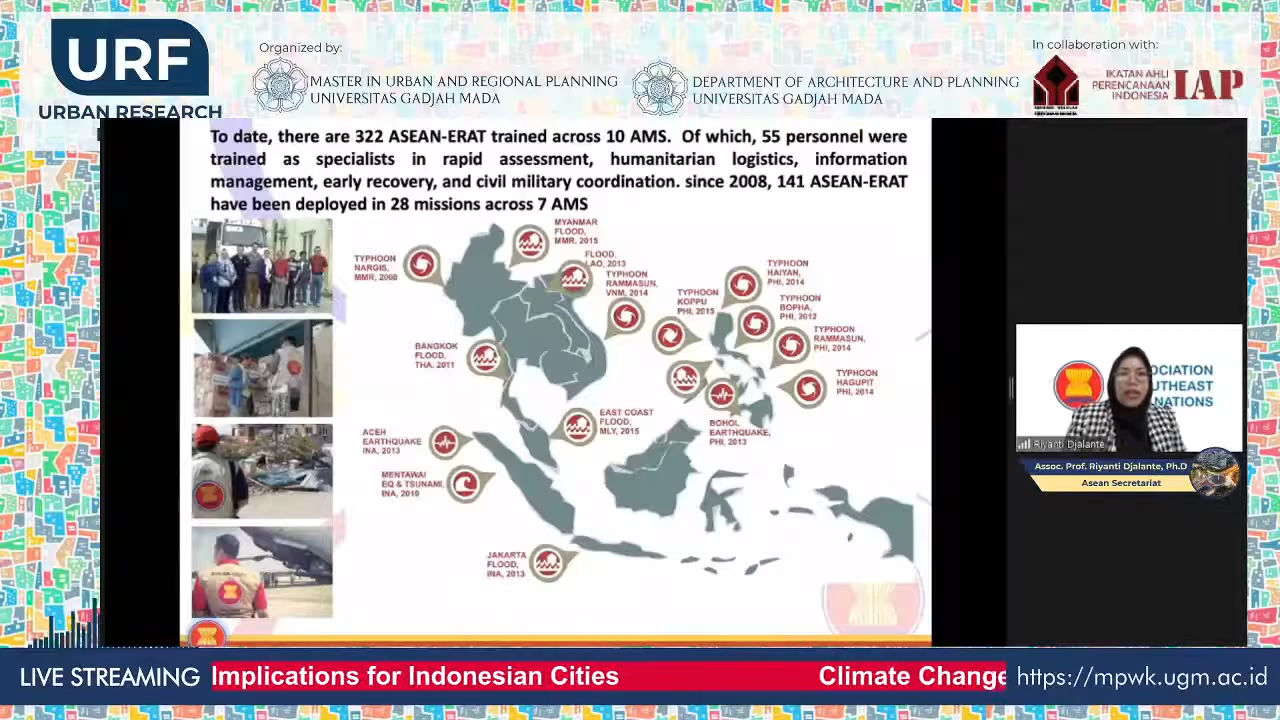 URF
URBAN RESEARCH
Organized by:
MASTER IN URBAN AND REGIONAL PLANNING
UNIVERSITAS GADJAH MADA
DEPARTMENT OF ARCHITECTURE AND PLANNING
UNIVERSITAS GADJAH MADA
In collaboration with:
IKATAN AHLI
PERENCANAAN
INDONESIA
IAP
To date, there are 322 ASEAN-ERAT trained across 10 AMS. Of which, 55 personnel were
trained as specialists in rapid assessment, humanitarian logistics, information
management, early recovery, and civil military coordination. since 2008, 141 ASEAN-ERAT
have been deployed in 28 missions across 7 AMS
MYANMAR
FLOOD,
MMR, 2015
TYPHOON
NARGIS,
MMR, 2008
FLOOD,
LAO, 2013
TYPHOON
RAMMASUN,
VNM, 2014
TYPHOON
HAIYAN,
PHI, 2014
TYPHOON
KOPPU
PHI, 2015
TYPHOON
BOPHA,
PHI, 2012
TYPHOON
RAMMASUN,
PHI, 2014
BANGKOK
FLOOD,
THA, 2011
TYPHOON
HAGUPIT
PHI, 2014
EAST COAST
FLOOD,
MLY, 2015
BOHOL
EARTHQUAKE,
PHI, 2013
ACEH
EARTHQUAKE
INA, 2013
MENTAWAI
EQ & TSUNAMI,
INA, 2010
JAKARTA
FLOOD,
INA, 2013
OCIATION
UTHEAST
NATIONS
Riyanti Djalante
Assoc. Prof. Riyanti Djalante, Ph.D
Asean Secretariat
LIVE STREAMING
Implications for Indonesian Cities
Climate Change
https://mpwk.ugm.ac.id